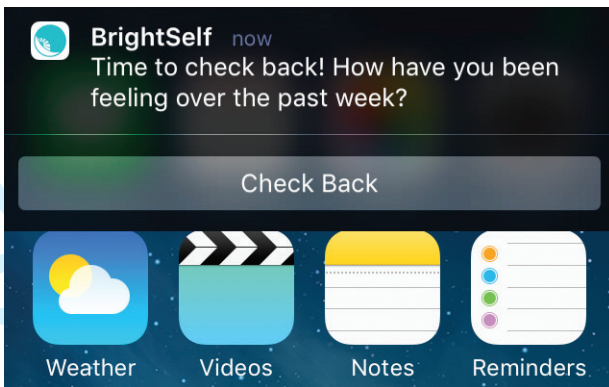 BrightSelf now
Time to check back! How have you been
feeling over the past week?
Check Back
Weather Videos Notes Reminders